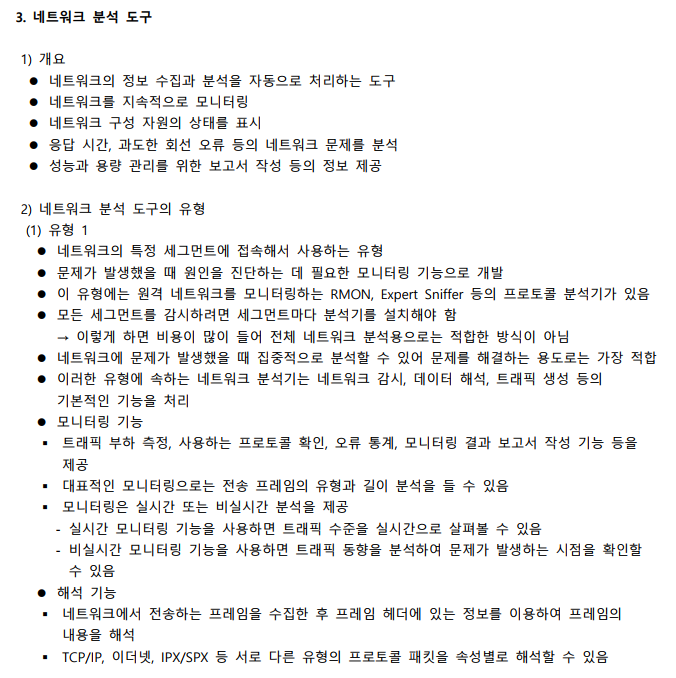 3. 네트워크 분석 도구
1) 개요
● 네트워크의 정보 수집과 분석을 자동으로 처리하는 도구
● 네트워크를 지속적으로 모니터링
● 네트워크 구성 자원의 상태를 표시
● 응답 시간, 과도한 회선 오류 등의 네트워크 문제를 분석
● 성능과 용량 관리를 위한 보고서 작성 등의 정보 제공
2) 네트워크 분석 도구의 유형
(1) 유형 1
● 네트워크의 특정 세그먼트에 접속해서 사용하는 유형
● 문제가 발생했을 때 원인을 진단하는 데 필요한 모니터링 기능으로 개발
● 이 유형에는 원격 네트워크를 모니터링하는 RMON, Expert Sniffer 등의 프로토콜 분석기가 있음
● 모든 세그먼트를 감시하려면 세그먼트마다 분석기를 설치해야 함
→ 이렇게 하면 비용이 많이 들어 전체 네트워크 분석용으로는 적합한 방식이 아님
● 네트워크에 문제가 발생했을 때 집중적으로 분석할 수 있어 문제를 해결하는 용도로는 가장 적합
● 이러한 유형에 속하는 네트워크 분석기는 네트워크 감시, 데이터 해석, 트래픽 생성 등의
기본적인 기능을 처리
● 모니터링 기능
▪ 트래픽 부하 측정, 사용하는 프로토콜 확인, 오류 통계, 모니터링 결과 보고서 작성 기능 등을
제공
▪ 대표적인 모니터링으로는 전송 프레임의 유형과 길이 분석을 들 수 있음
▪ 모니터링은 실시간 또는 비실시간 분석을 제공
- 실시간 모니터링 기능을 사용하면 트래픽 수준을 실시간으로 살펴볼 수 있음
- 비실시간 모니터링 기능을 사용하면 트래픽 동향을 분석하여 문제가 발생하는 시점을 확인할
수 있음
● 해석 기능
▪ 네트워크에서 전송하는 프레임을 수집한 후 프레임 헤더에 있는 정보를 이용하여 프레임의
내용을 해석
▪ TCP/IP, 이더넷, IPX/SPX 등 서로 다른 유형의 프로토콜 패킷을 속성별로 해석할 수 있음